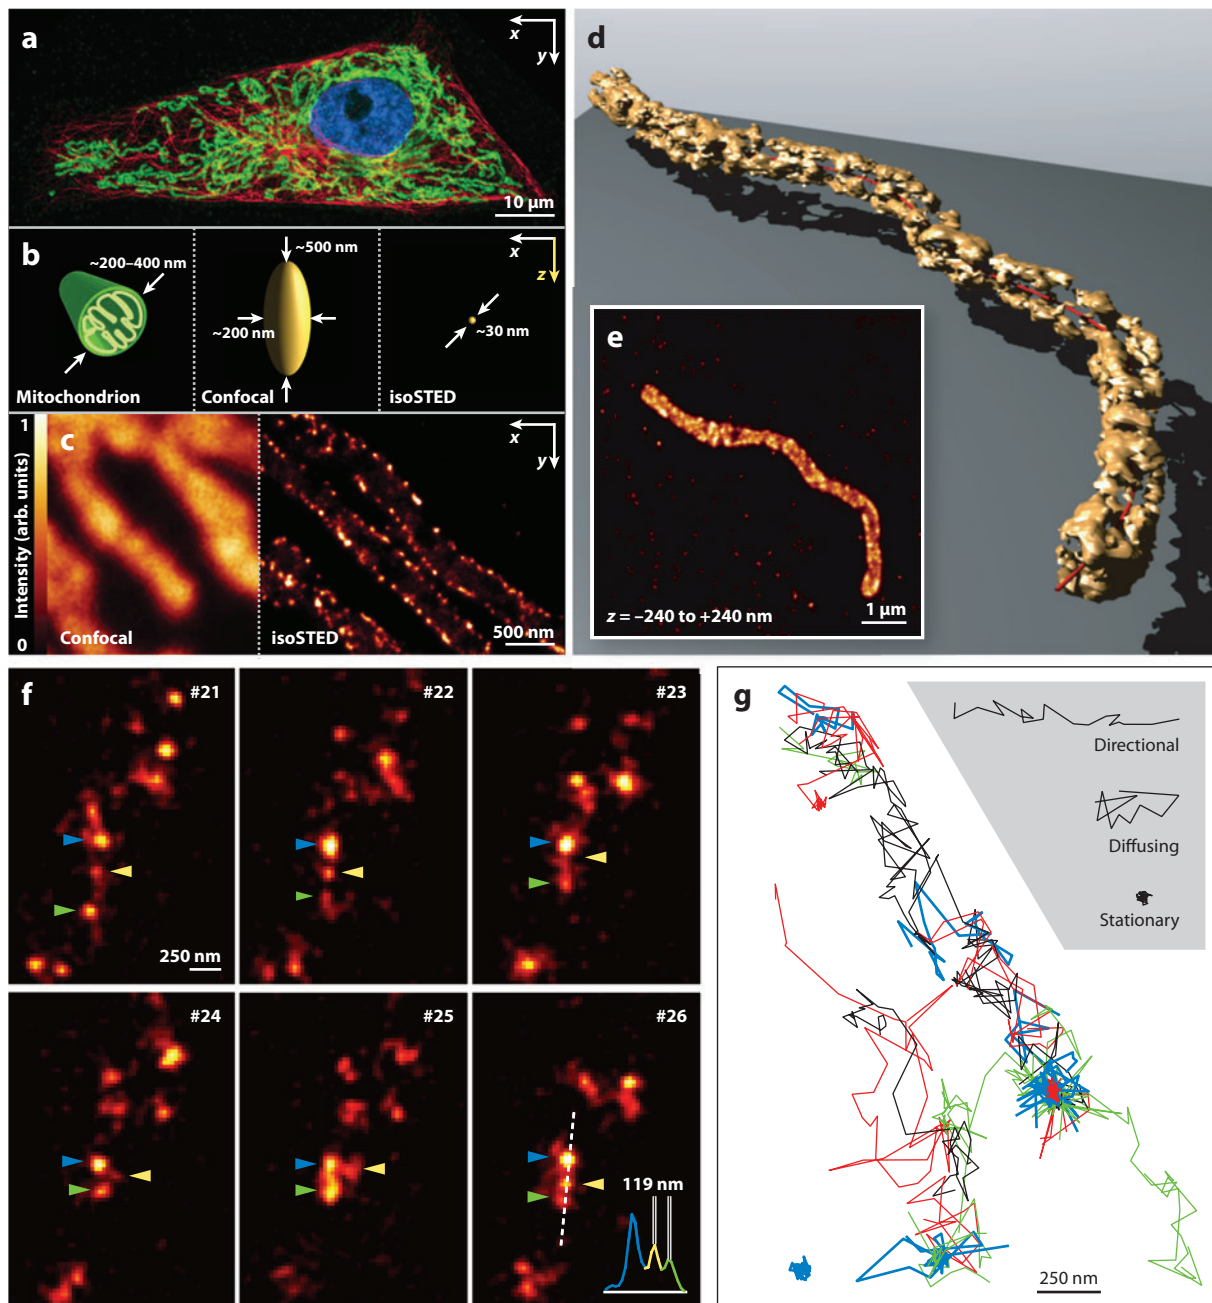 a
x
y
10 µm
b
~200–400 nm
Mitochondrion
~500 nm
~200 nm
Confocal
x
z
~30 nm
isoSTED
c
1
Intensity (arb. units)
0
Confocal
x
y
isoSTED
500 nm
d
e
z = –240 to +240 nm
1 µm
f
#21
250 nm
#22
#23
#24
#25
#26
119 nm
g
Directional
Diffusing
Stationary
250 nm